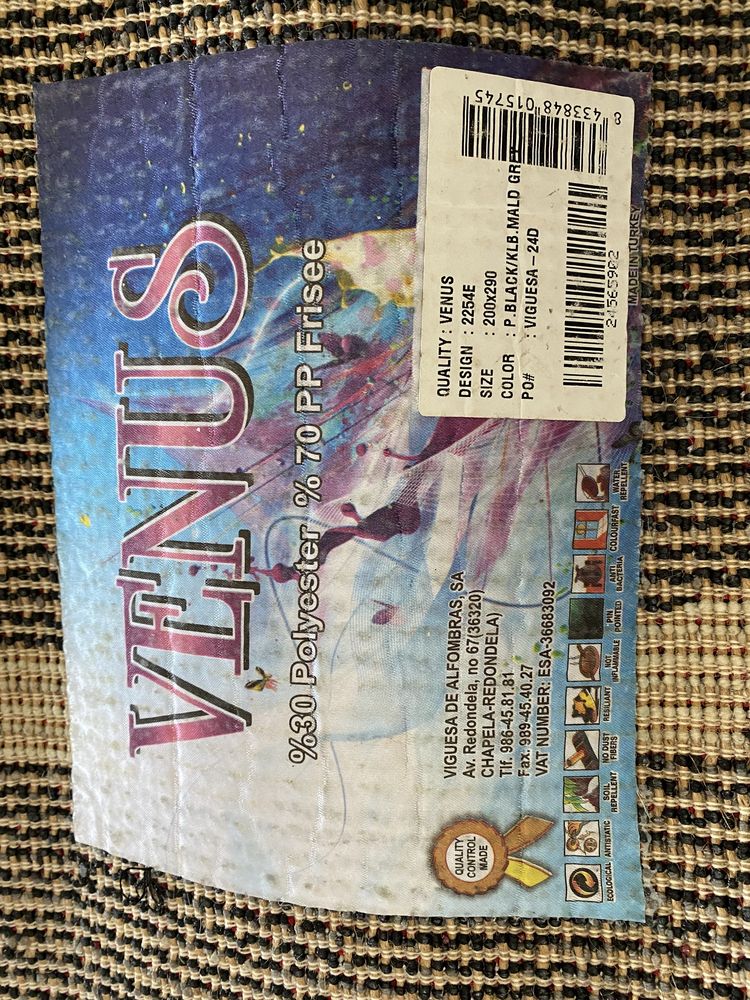 VENUS
%30 Polyester % 70 PP Frisee
QUALITY : VENUS
DESIGN : 2254E
SIZE : 200x290
COLOR : P.BLACK/KLB.MALD GREY
PO# : VIGUESA-24D
8 433848 015745
24565902
MADE IN TURKEY
VIGUESA DE ALFOMBRAS, SA
Av. Redondela, no 67(36320)
CHAPELA-REDONDELA)
Tlf. 986-45.81.81
Fax. 989-45.40.27
VAT NUMBER: ESA-36683092
QUALITY
CONTROL
MADE
ECOLOGICAL
ANTISTATIC
SOIL
REPELLENT
NO DUST
FIBERS
RESILIANT
NOT
INFLAMMABLE
PIN
POINTED
ANTI
BACTERIA
COLOURFAST
WATER
REPELLENT